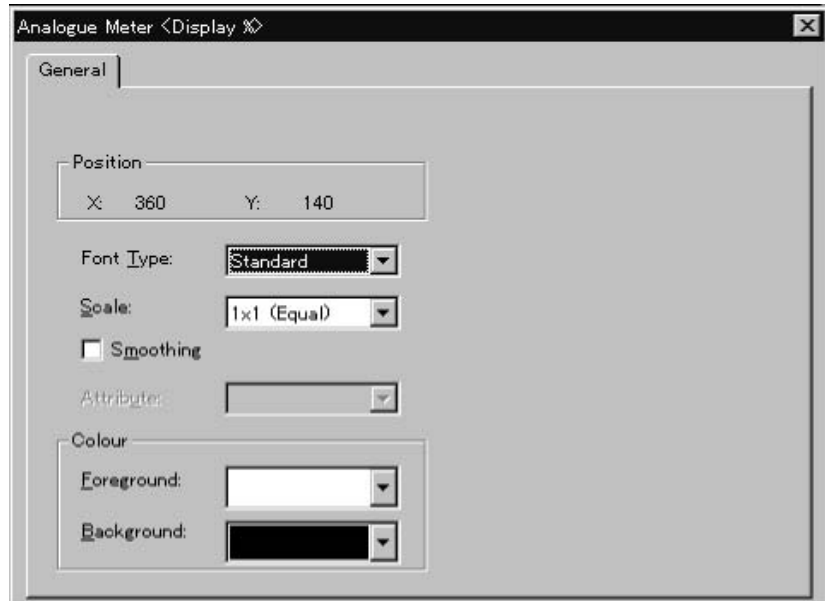 Analogue Meter <Display %>
General
Position
X: 360 Y: 140
Font Type: Standard
Scale: 1x1 (Equal)
Smoothing
Attribute:
Colour
Foreground:
Background: